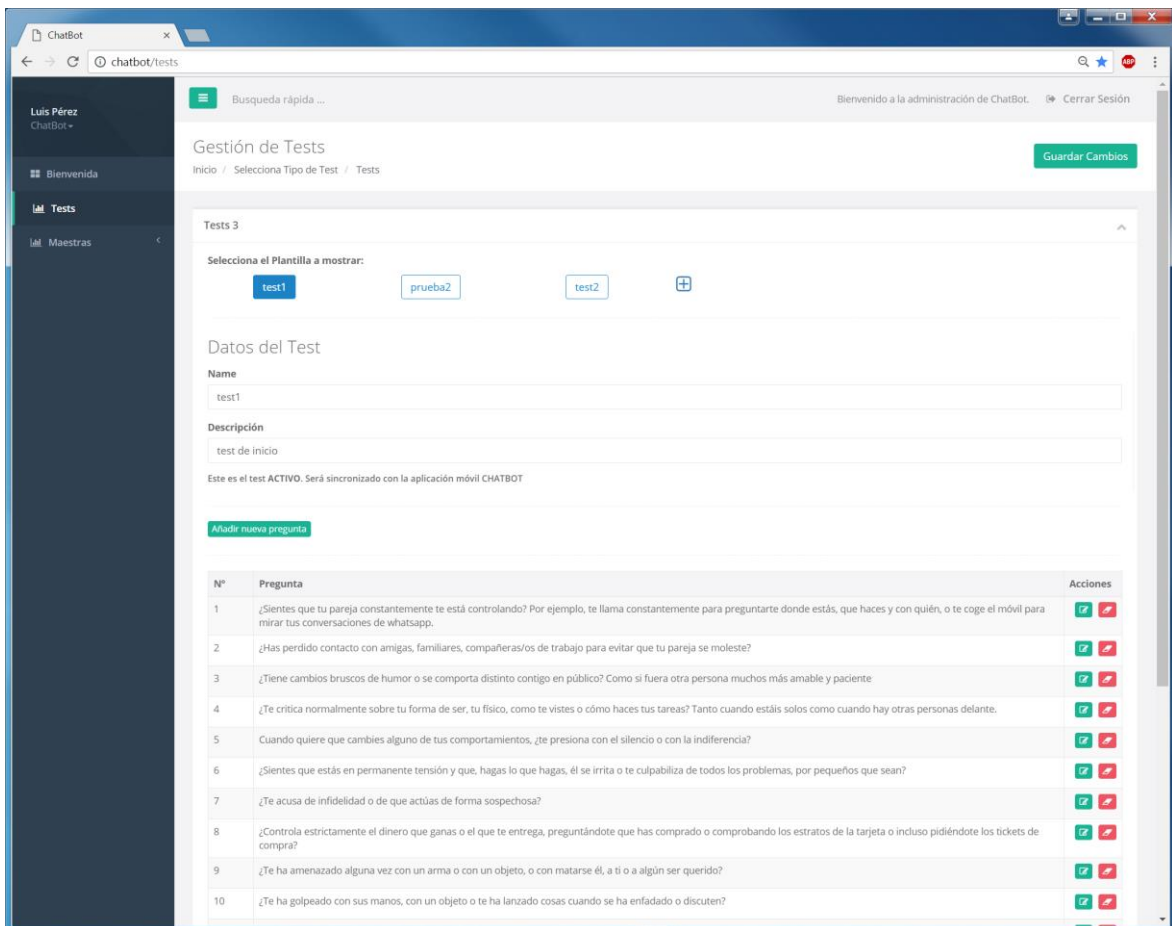 ChatBot
chatbot/tests
ABP
Luis Pérez
ChatBot
Bienvenida
Tests
Maestras
Busqueda rápida ...
Bienvenido a la administración de ChatBot.
Cerrar Sesión
Gestión de Tests
Inicio / Selecciona Tipo de Test / Tests
Guardar Cambios
Tests 3
Selecciona el Plantilla a mostrar:
test1
prueba2
test2
Datos del Test
Name
test1
Descripción
test de inicio
Este es el test ACTIVO. Será sincronizado con la aplicación móvil CHATBOT
Añadir nueva pregunta
Nº Pregunta Acciones
1 ¿Sientes que tu pareja constantemente te está controlando? Por ejemplo, te llama constantemente para preguntarte donde estás, que haces y con quién, o te coge el móvil para
mirar tus conversaciones de whatsapp.
2 ¿Has perdido contacto con amigas, familiares, compañeras/os de trabajo para evitar que tu pareja se moleste?
3 ¿Tiene cambios bruscos de humor o se comporta distinto contigo en público? Como si fuera otra persona muchos más amable y paciente
4 ¿Te critica normalmente sobre tu forma de ser, tu físico, como te vistes o cómo haces tus tareas? Tanto cuando estáis solos como cuando hay otras personas delante.
5 Cuando quiere que cambies alguno de tus comportamientos, ¿te presiona con el silencio o con la indiferencia?
6 ¿Sientes que estás en permanente tensión y que, hagas lo que hagas, él se irrita o te culpabiliza de todos los problemas, por pequeños que sean?
7 ¿Te acusa de infidelidad o de que actúas de forma sospechosa?
8 ¿Controla estrictamente el dinero que ganas o el que te entrega, preguntándote que has comprado o comprobando los estratos de la tarjeta o incluso pidiéndote los tickets de
compra?
9 ¿Te ha amenazado alguna vez con un arma o con un objeto, o con matarse él, a ti o a algún ser querido?
10 ¿Te ha golpeado con sus manos, con un objeto o te ha lanzado cosas cuando se ha enfadado o discuten?